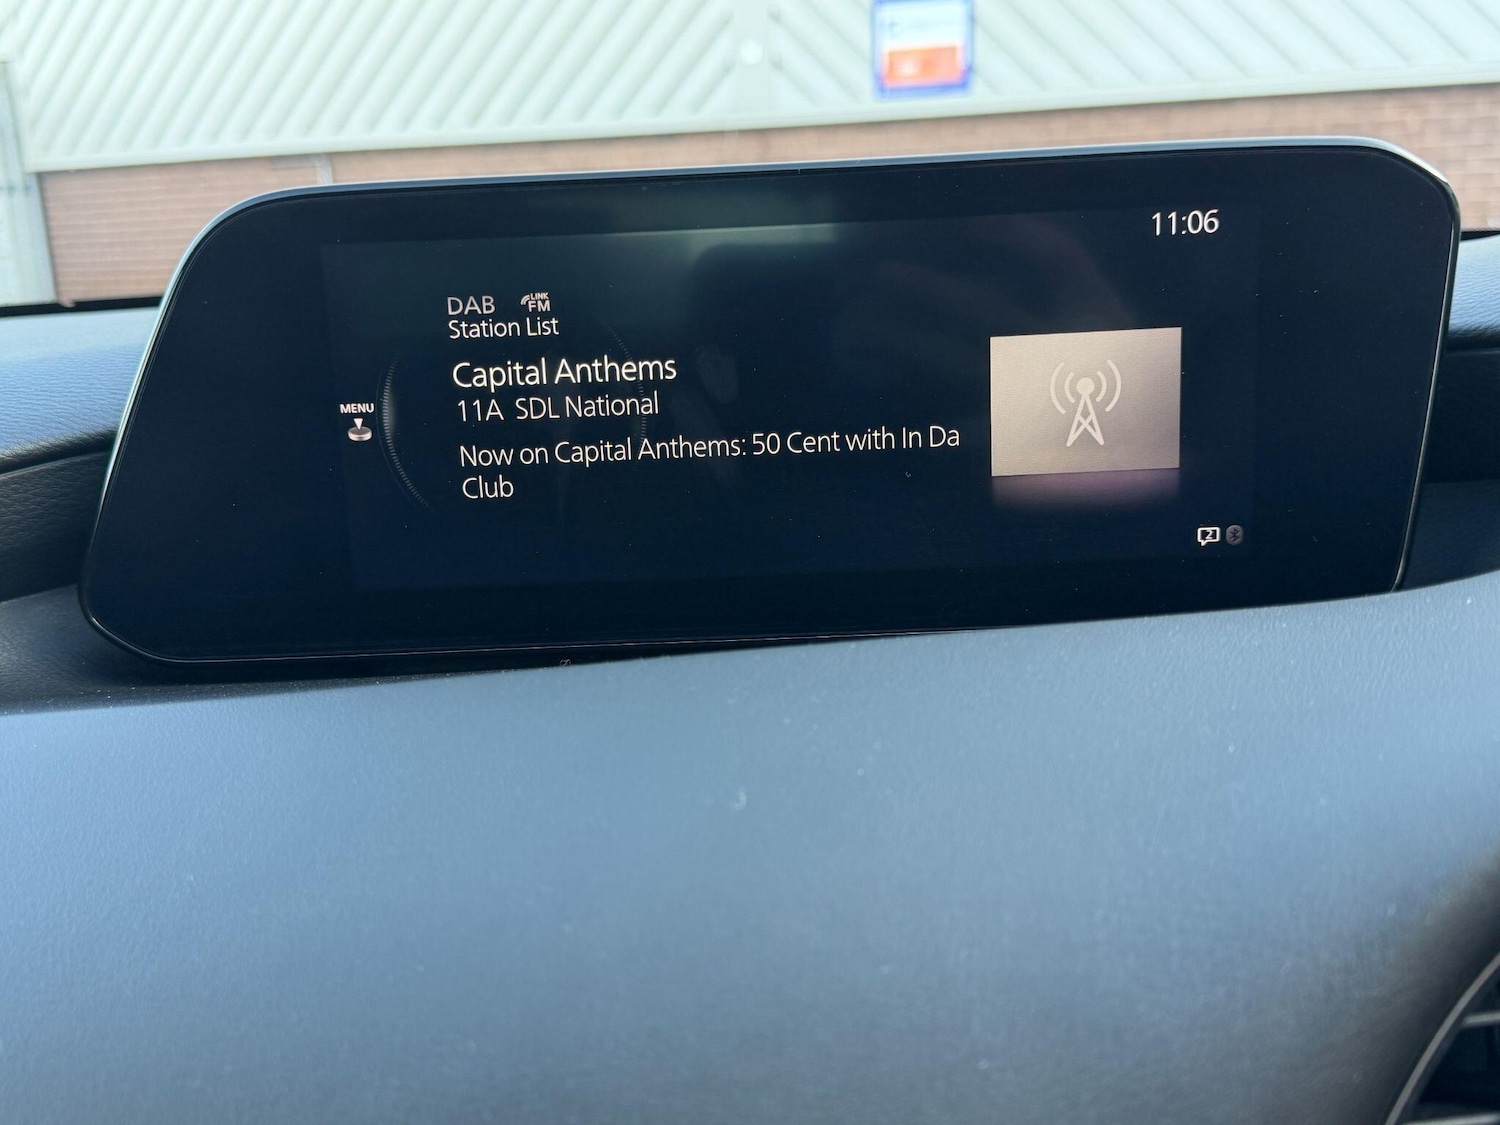 11:06
DAB LINK FM
Station List
Capital Anthems
MENU
11A SDL National
Now on Capital Anthems: 50 Cent with In Da
Club
2